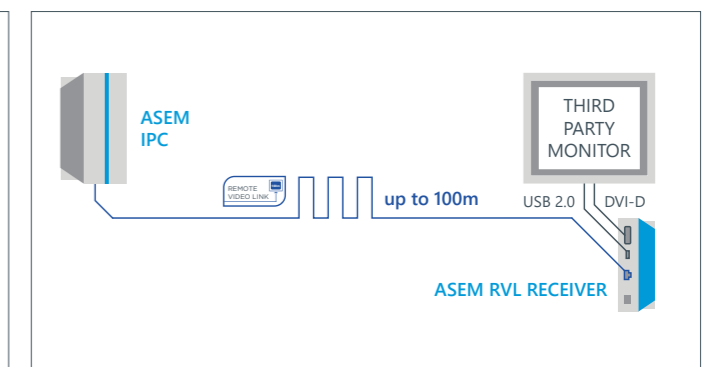 ASEM
IPC
REMOTE
VIDEO LINK
up to 100m
THIRD
PARTY
MONITOR
USB 2.0
DVI-D
ASEM RVL RECEIVER